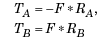 T_A = −F * R_A,
T_B = F * R_B